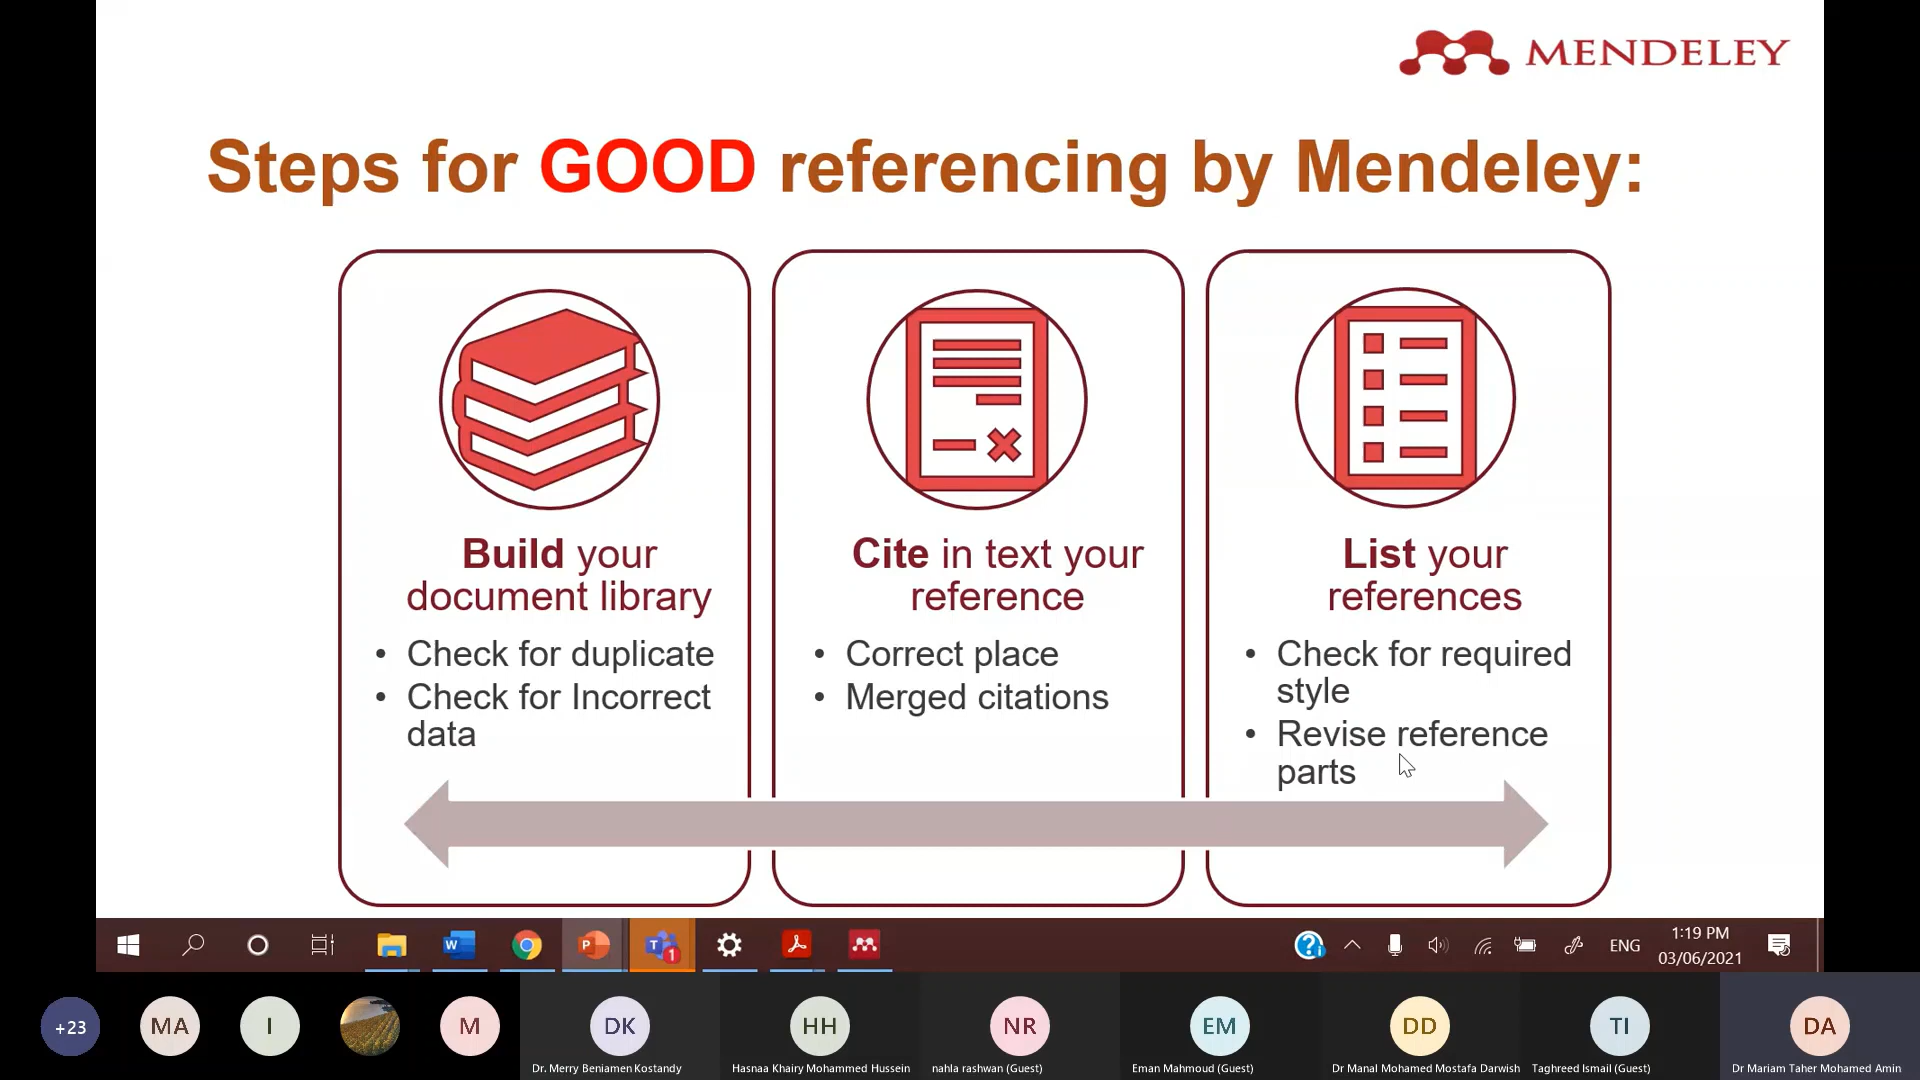 MENDELEY
Steps for GOOD referencing by Mendeley:
Build your
document library
• Check for duplicate
• Check for Incorrect
data
Cite in text your
reference
• Correct place
• Merged citations
List your
references
• Check for required
style
• Revise reference
parts
W
P
T
1
?
ENG
1:19 PM
03/06/2021
+23
MA
I
M
DK
HH
NR
EM
DD
TI
DA
Dr. Merry Beniamen Kostandy
Hasnaa Khairy Mohammed Hussein
nahla rashwan (Guest)
Eman Mahmoud (Guest)
Dr Manal Mohamed Mostafa Darwish
Taghreed Ismail (Guest)
Dr Mariam Taher Mohamed Amin